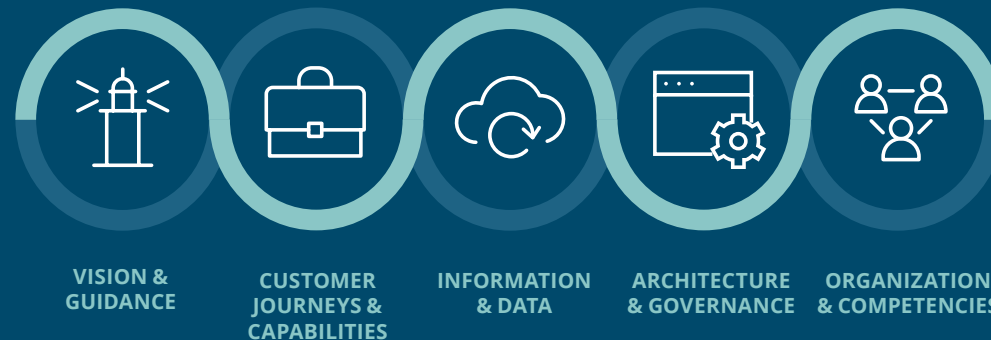 VISION &
GUIDANCE
CUSTOMER
JOURNEYS &
CAPABILITIES
INFORMATION
& DATA
ARCHITECTURE
& GOVERNANCE
ORGANIZATION
& COMPETENCIES